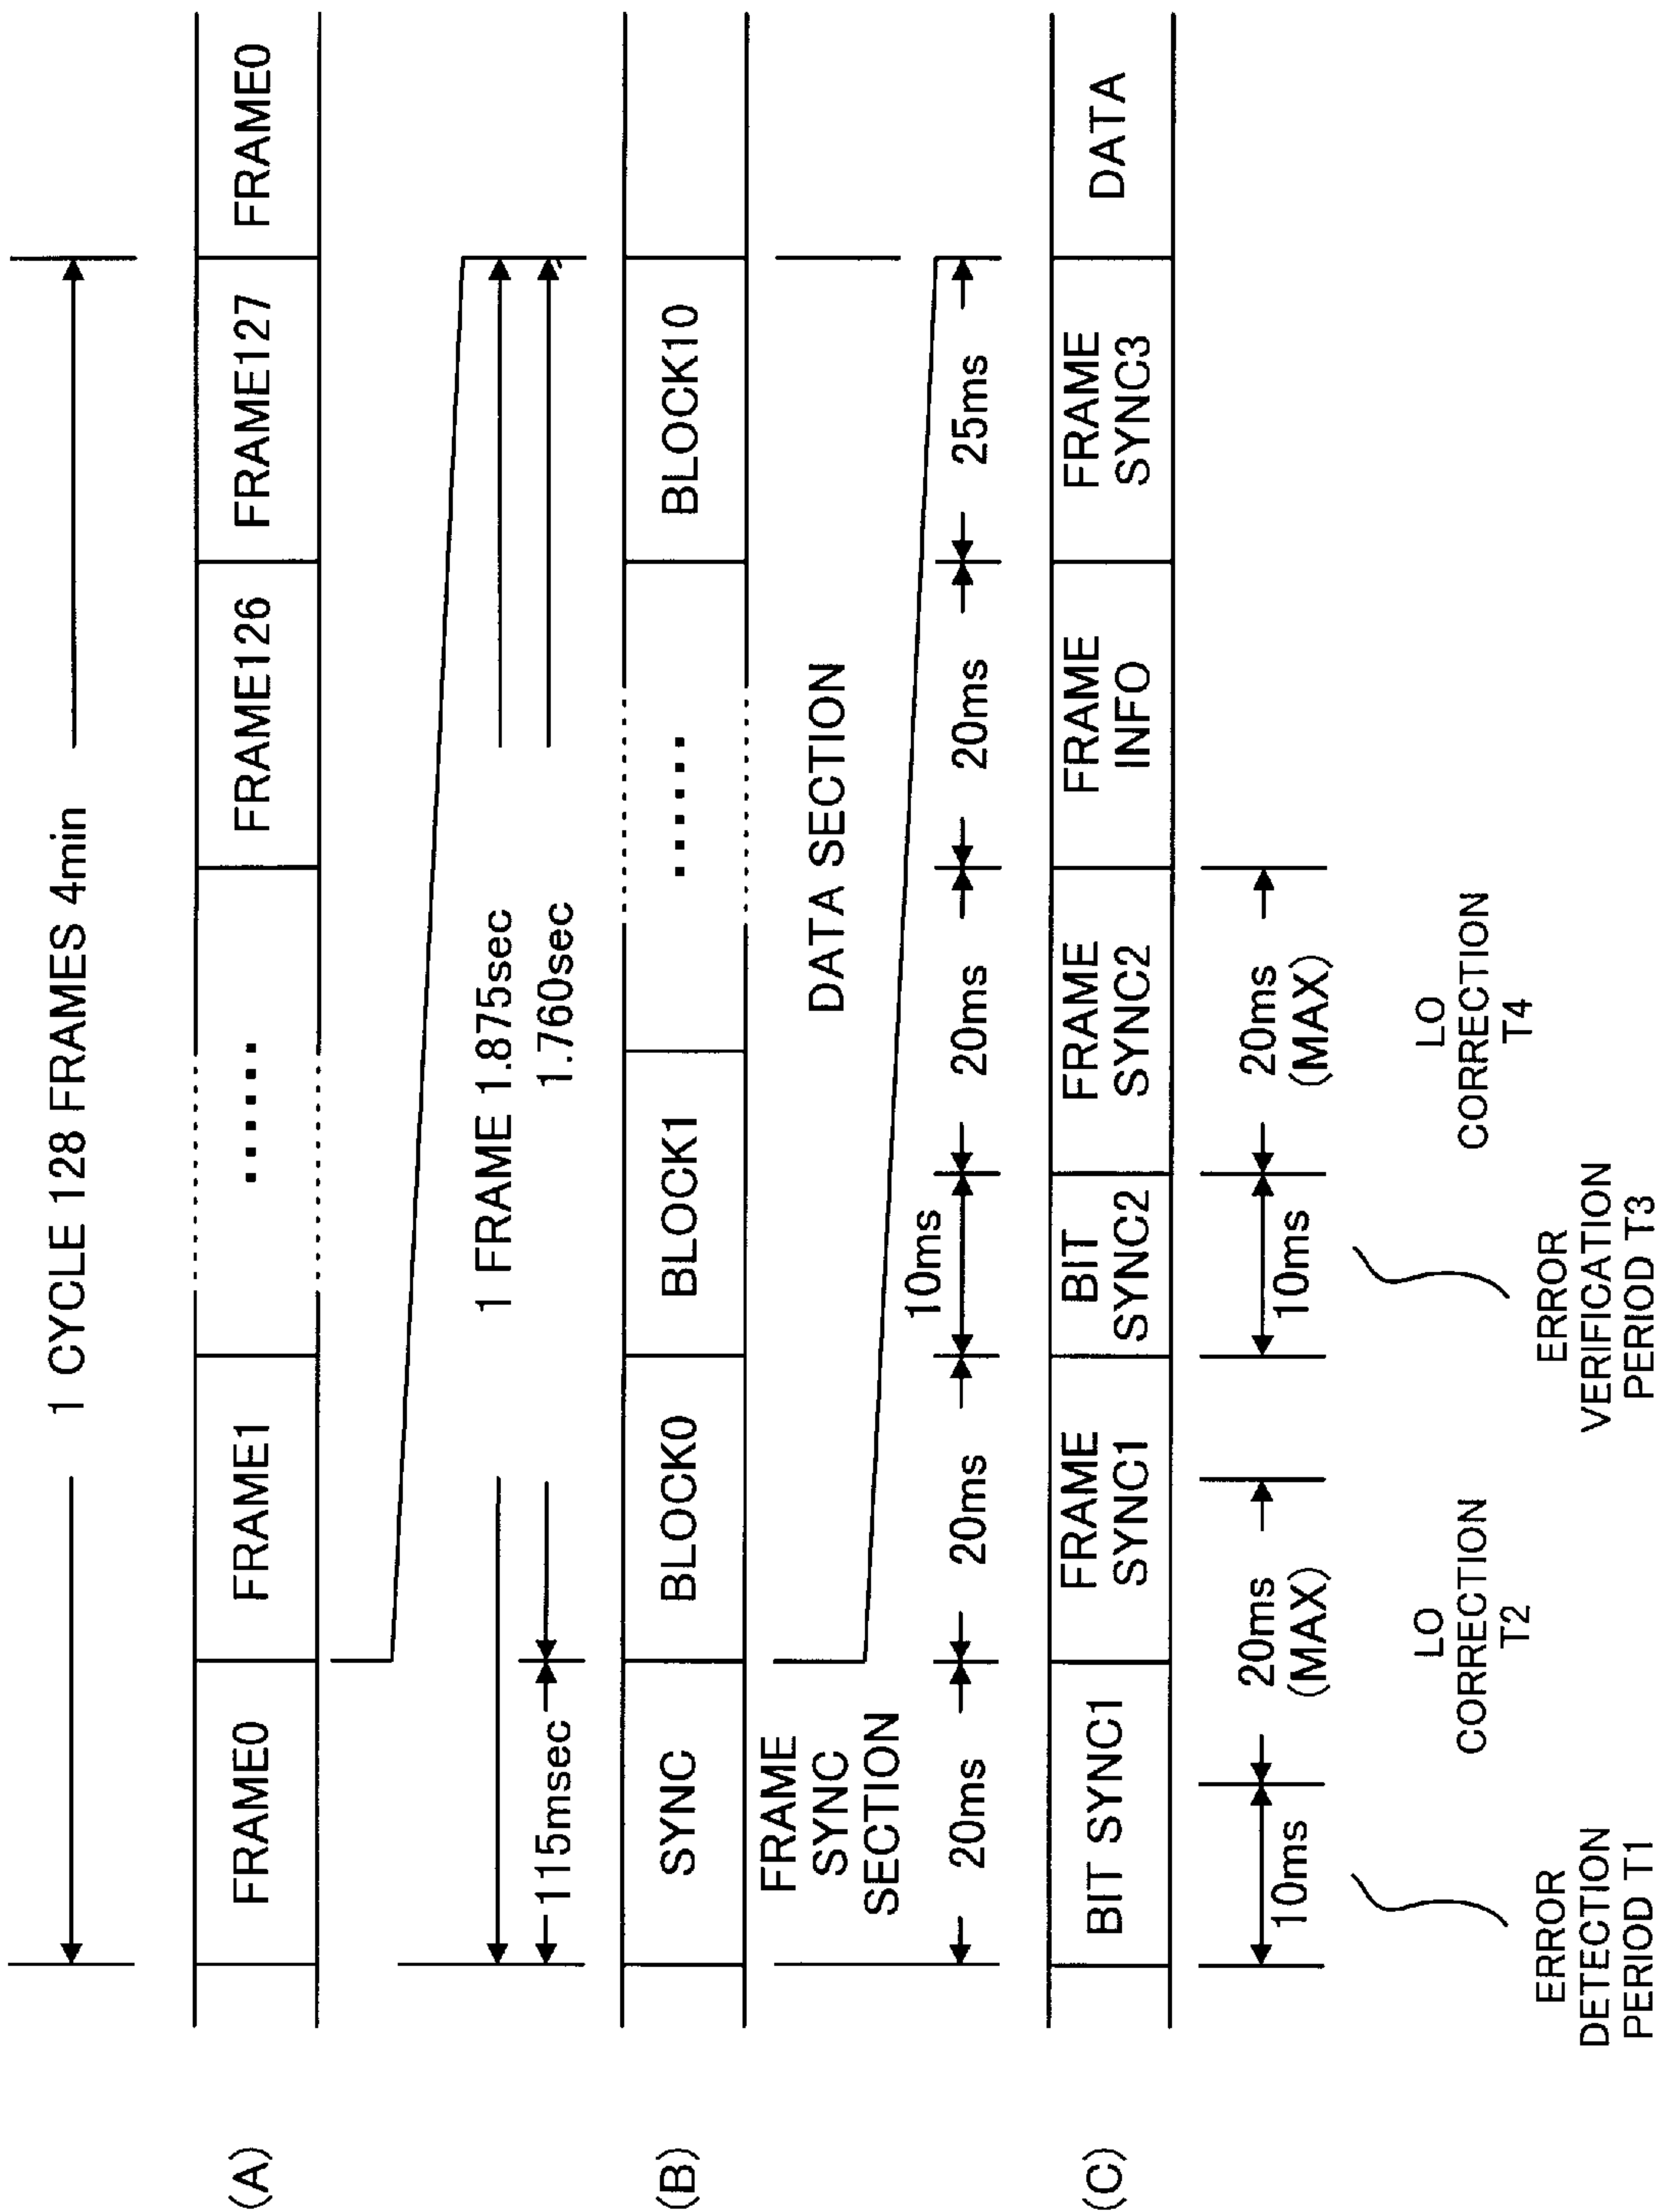 1 CYCLE 128 FRAMES 4min
(A)
FRAME0
FRAME1
......
FRAME126
FRAME127
FRAME0
1 FRAME 1.875sec
115msec
1.760sec
(B)
SYNC
BLOCK0
BLOCK1
......
BLOCK10
FRAME
SYNC
SECTION
DATA SECTION
20ms
20ms
10ms
20ms
20ms
25ms
(C)
BIT SYNC1
FRAME
SYNC1
BIT
SYNC2
FRAME
SYNC2
FRAME
INFO
FRAME
SYNC3
DATA
10ms
20ms
(MAX)
10ms
20ms
(MAX)
ERROR
DETECTION
PERIOD T1
LO
CORRECTION
T2
ERROR
VERIFICATION
PERIOD T3
LO
CORRECTION
T4